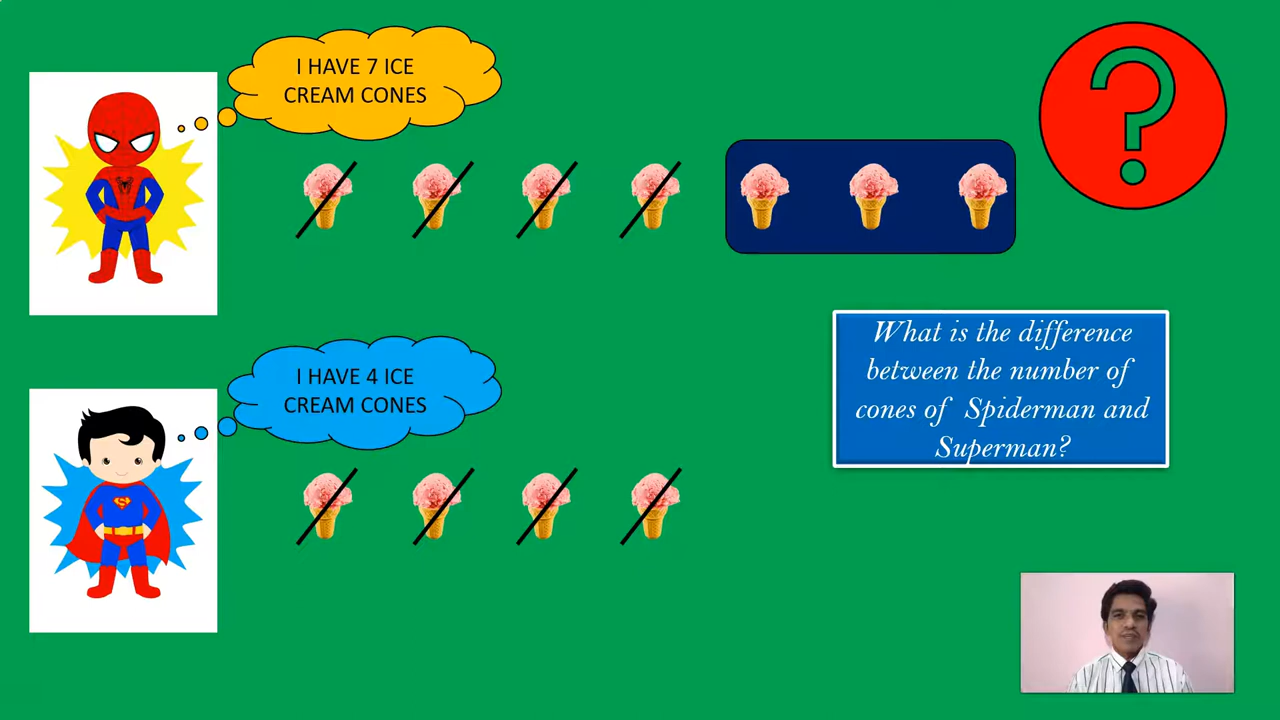 I HAVE 7 ICE
CREAM CONES
I HAVE 4 ICE
CREAM CONES
What is the difference
between the number of
cones of Spiderman and
Superman?